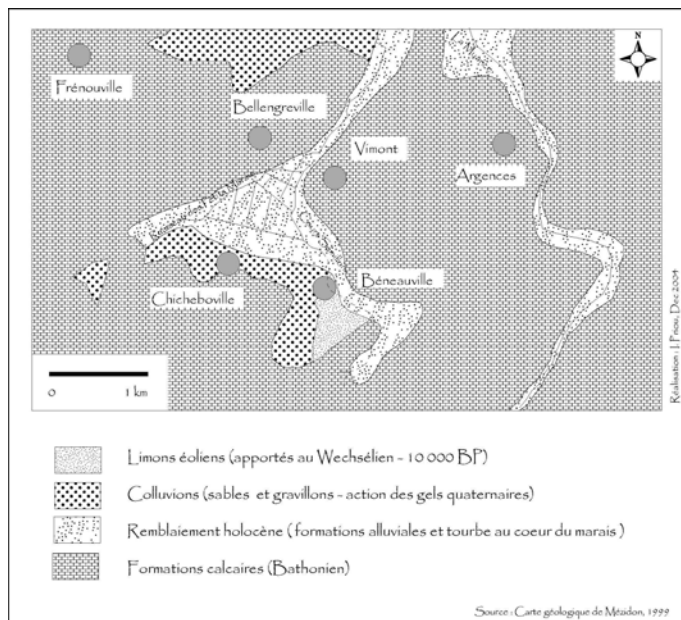 N
Frénouville
Bellengreville
Vimont
Argences
Chicheboville
Béneauville
0 1 km
Réalisation : J. Priou, Dec 2004
Limons éoliens (apportés au Wechsélien - 10 000 BP)
Colluvions (sables et gravillons - action des gels quaternaires)
Remblaiement holocène ( formations alluviales et tourbe au coeur du marais )
Formations calcaires (Bathonien)
Source : Carte géologique de Mézidon, 1999